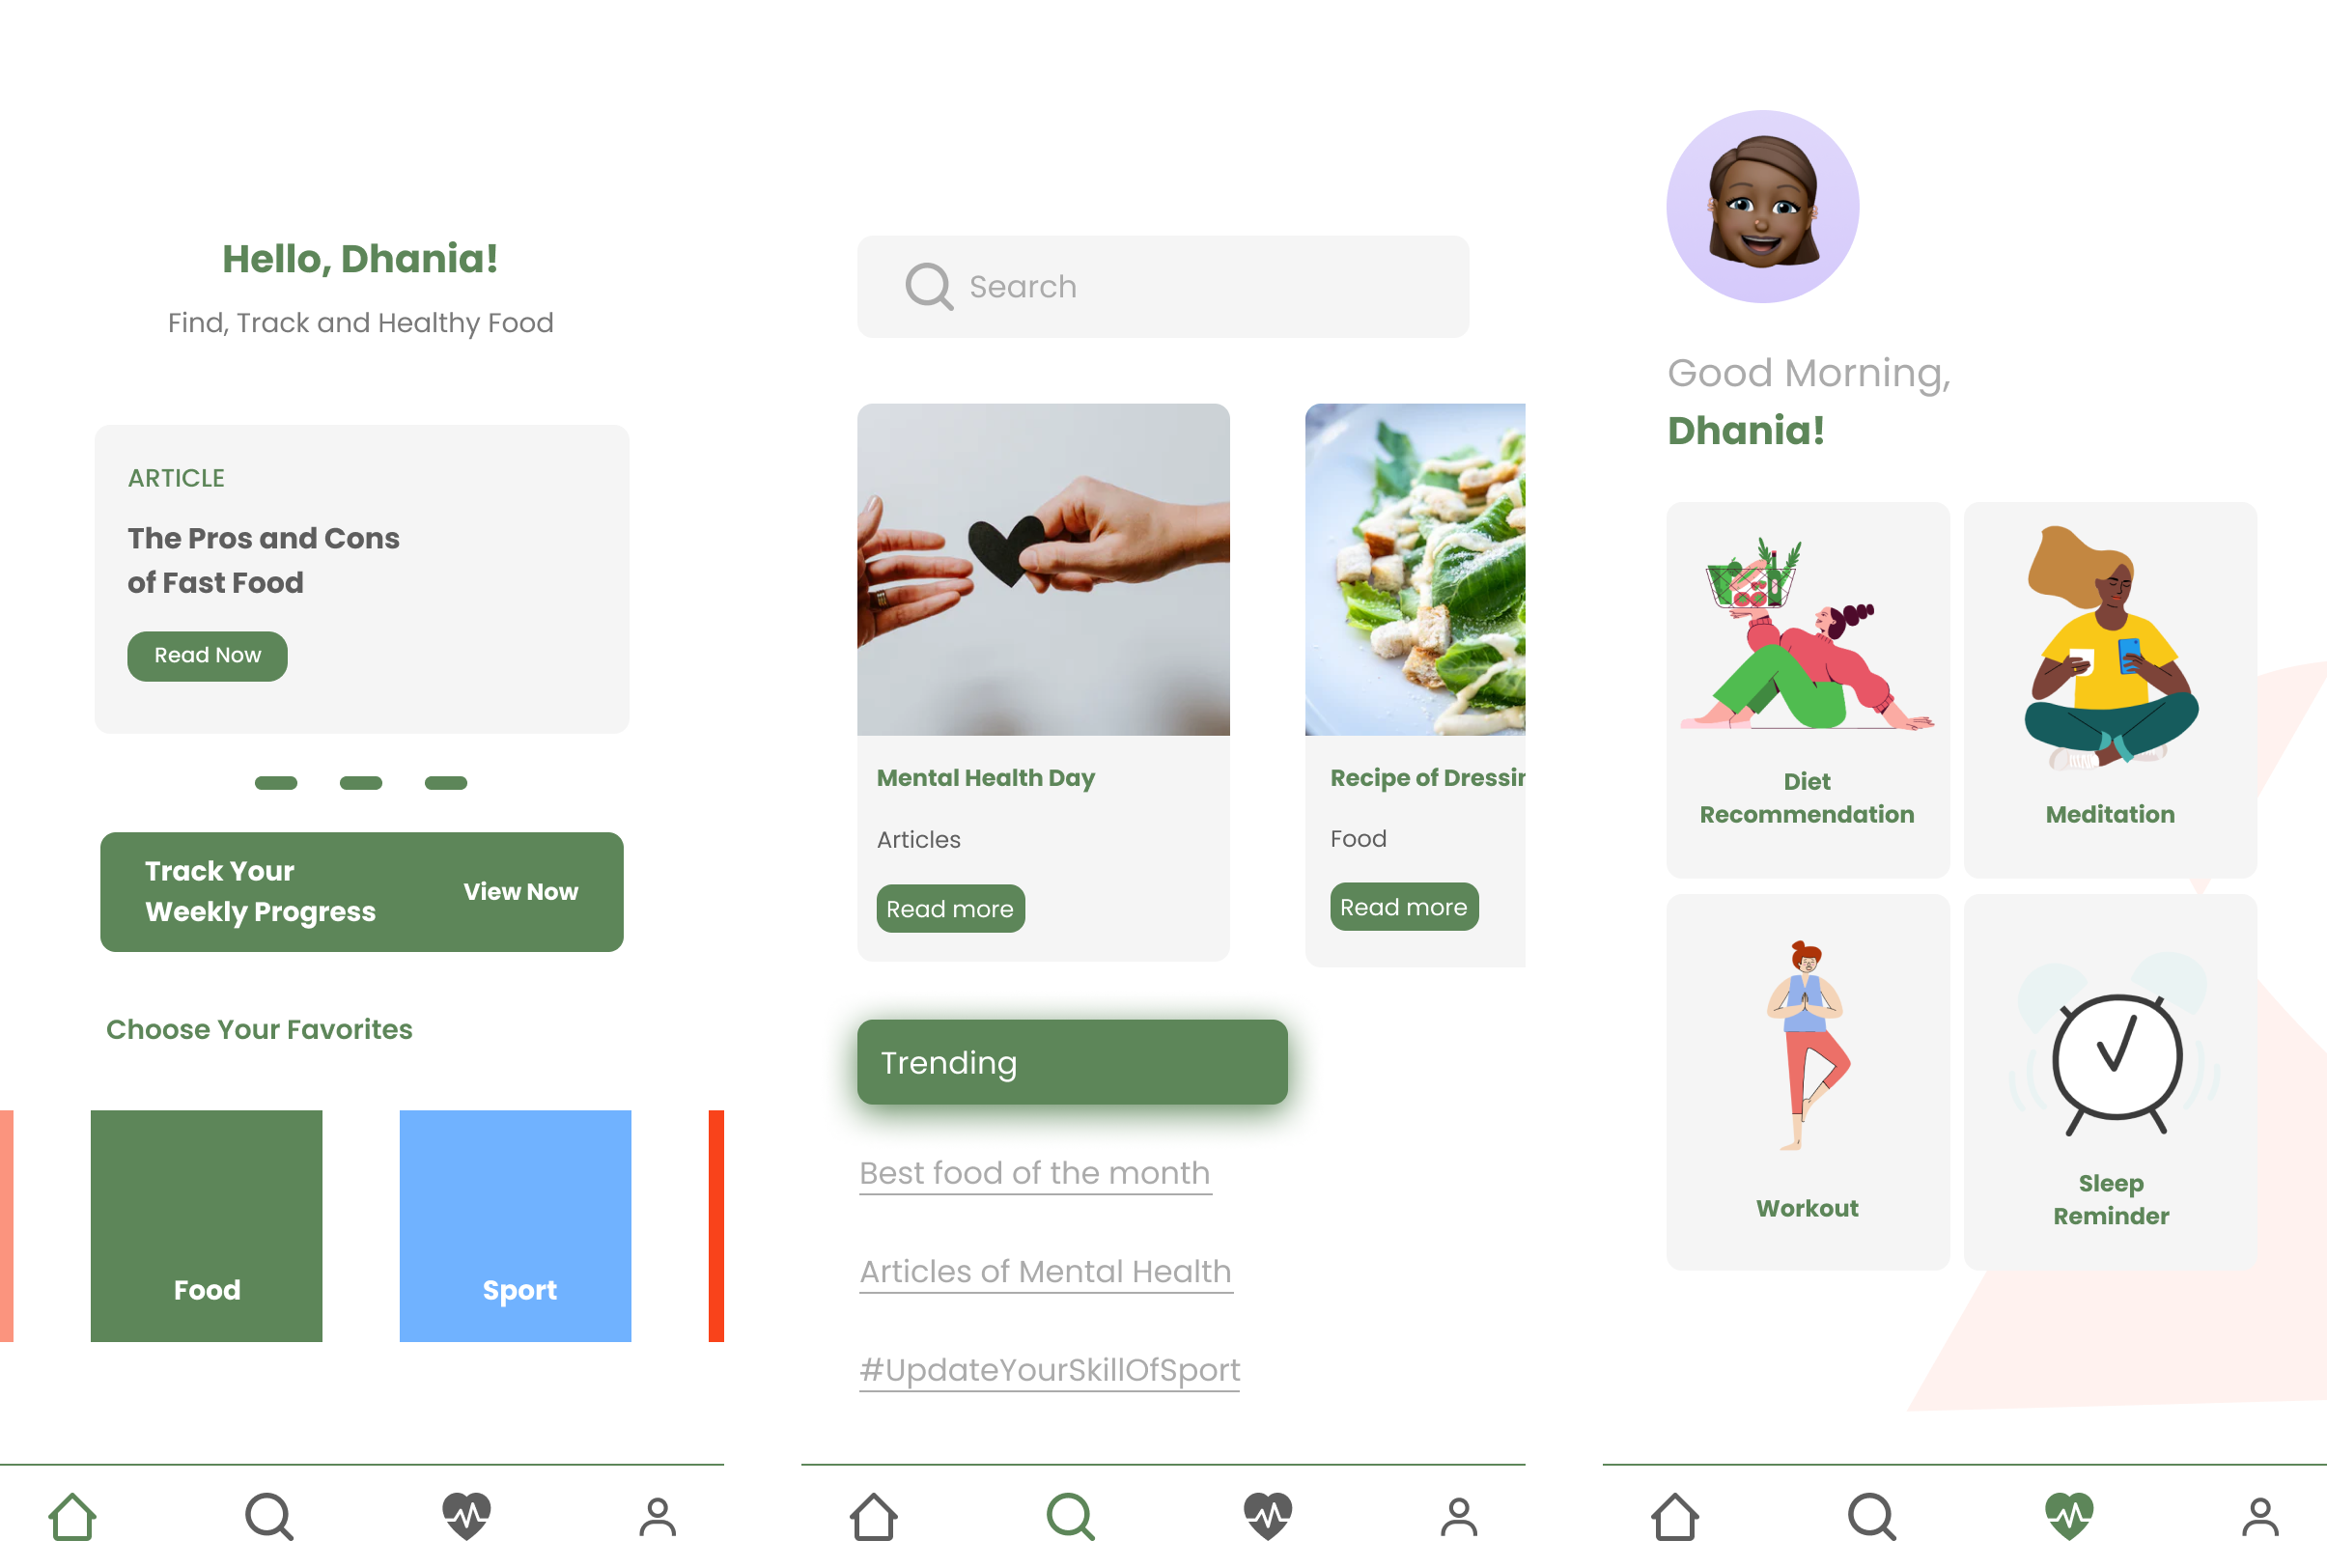 Hello, Dhania!
Find, Track and Healthy Food
ARTICLE
The Pros and Cons
of Fast Food
Read Now
Track Your
Weekly Progress
View Now
Choose Your Favorites
Food
Sport
Search
Mental Health Day
Articles
Read more
Recipe of
Food
Read more
Trending
Best food of the month
Articles of Mental Health
#UpdateYourSkillOfSport
Good Morning,
Dhania!
Diet
Recommendation
Meditation
Workout
Sleep
Reminder